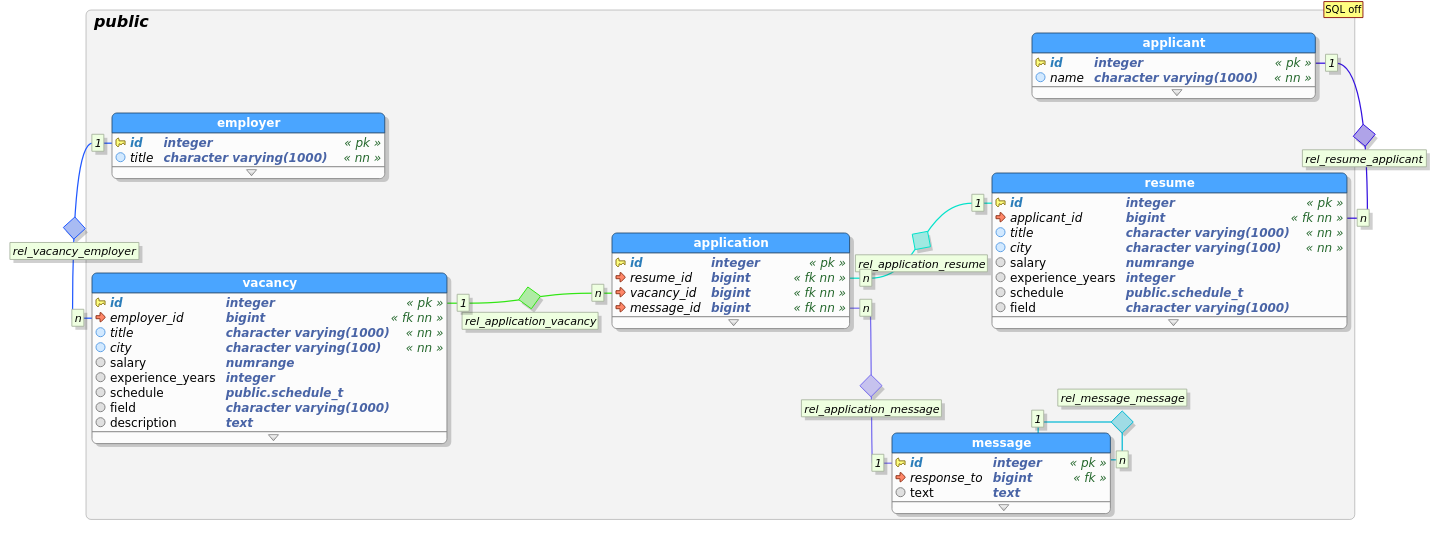 SQL off
public
applicant
id integer « pk »
name character varying(1000) « nn »
1
rel_resume_applicant
employer
id integer « pk »
title character varying(1000) « nn »
1
rel_vacancy_employer
resume
id integer « pk »
applicant_id bigint « fk nn »
title character varying(1000) « nn »
city character varying(100) « nn »
salary numrange
experience_years integer
schedule public.schedule_t
field character varying(1000)
1
n
application
id integer « pk »
resume_id bigint « fk nn »
vacancy_id bigint « fk nn »
message_id bigint « fk nn »
rel_application_resume
n
n
n
vacancy
id integer « pk »
employer_id bigint « fk nn »
title character varying(1000) « nn »
city character varying(100) « nn »
salary numrange
experience_years integer
schedule public.schedule_t
field character varying(1000)
description text
1
n
rel_application_vacancy
rel_application_message
rel_message_message
1
message
id integer « pk »
response_to bigint « fk »
text text
1
n